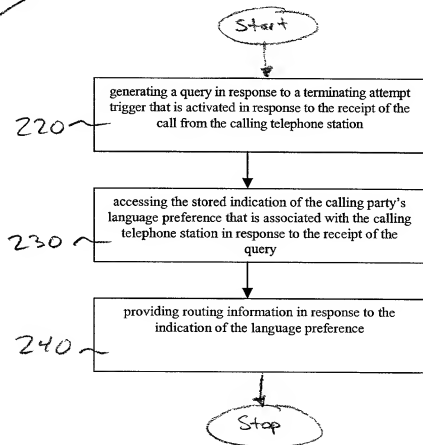 Start
generating a query in response to a terminating attempt
trigger that is activated in response to the receipt of the
call from the calling telephone station
220
accessing the stored indication of the calling party's
language preference that is associated with the calling
telephone station in response to the receipt of the
query
230
providing routing information in response to the
indication of the language preference
240
Stop